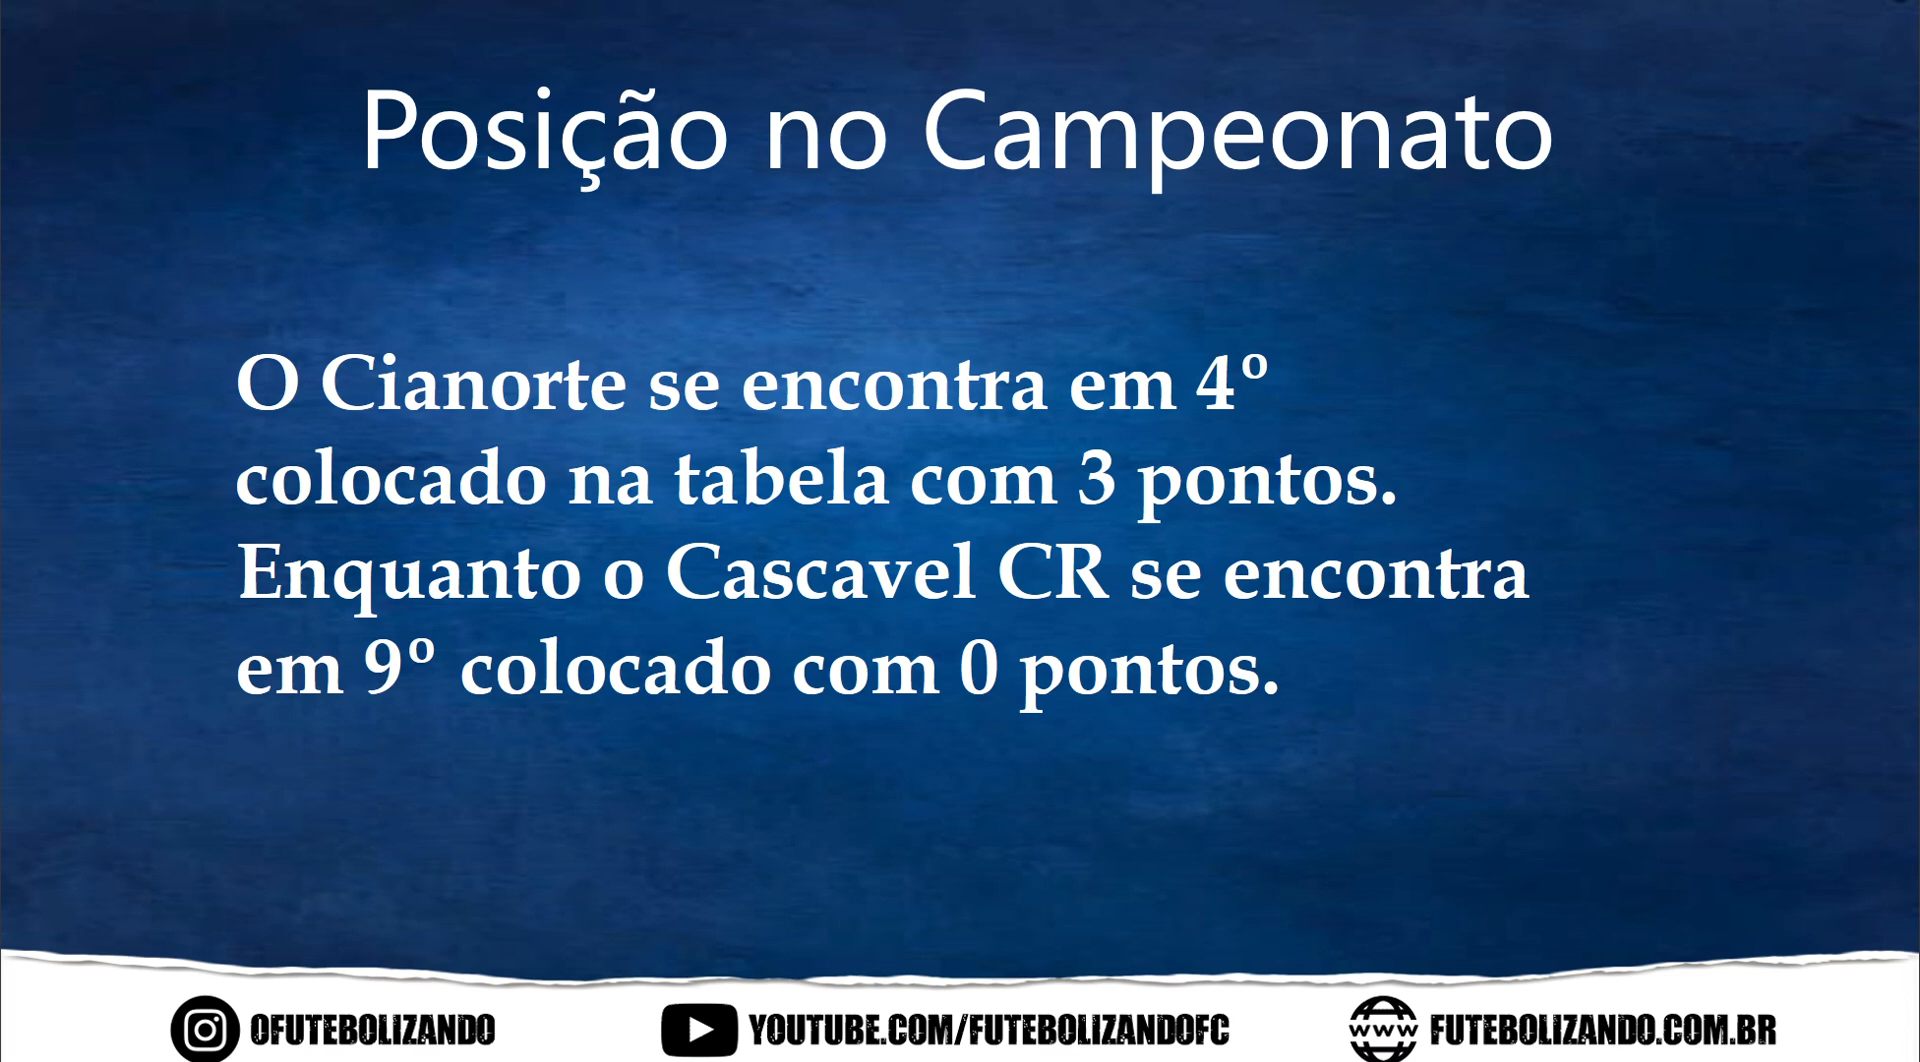 Posição no Campeonato
O Cianorte se encontra em 4º
colocado na tabela com 3 pontos.
Enquanto o Cascavel CR se encontra
em 9º colocado com 0 pontos.
OFUTEBOLIZANDO
YOUTUBE.COM/FUTEBOLIZANDOFC
www FUTEBOLIZANDO.COM.BR